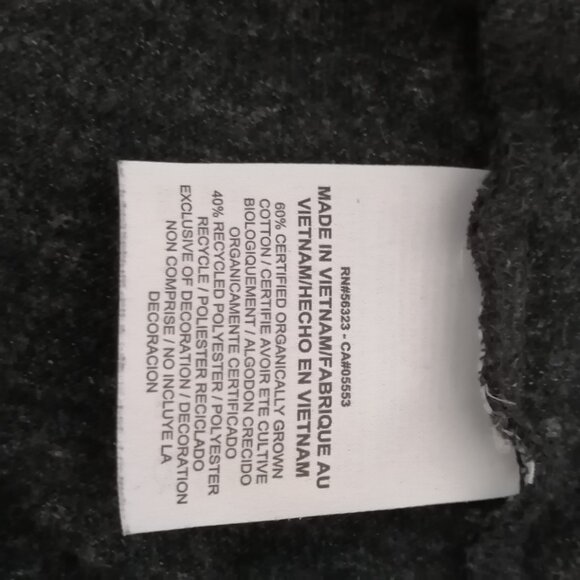 RN#56323 - CA#05553
MADE IN VIETNAM/FABRIQUE AU
VIETNAM/HECHO EN VIETNAM
60% CERTIFIED ORGANICALLY GROWN
COTTON / CERTIFIE AVOIR ETE CULTIVE
BIOLOGIQUEMENT / ALGODON CRECIDO
ORGANICAMENTE CERTIFICADO
40% RECYCLED POLYESTER / POLYESTER
RECYCLE / POLIESTER RECICLADO
EXCLUSIVE OF DECORATION / DECORATION
NON COMPRISE / NO INCLUYE LA
DECORACION